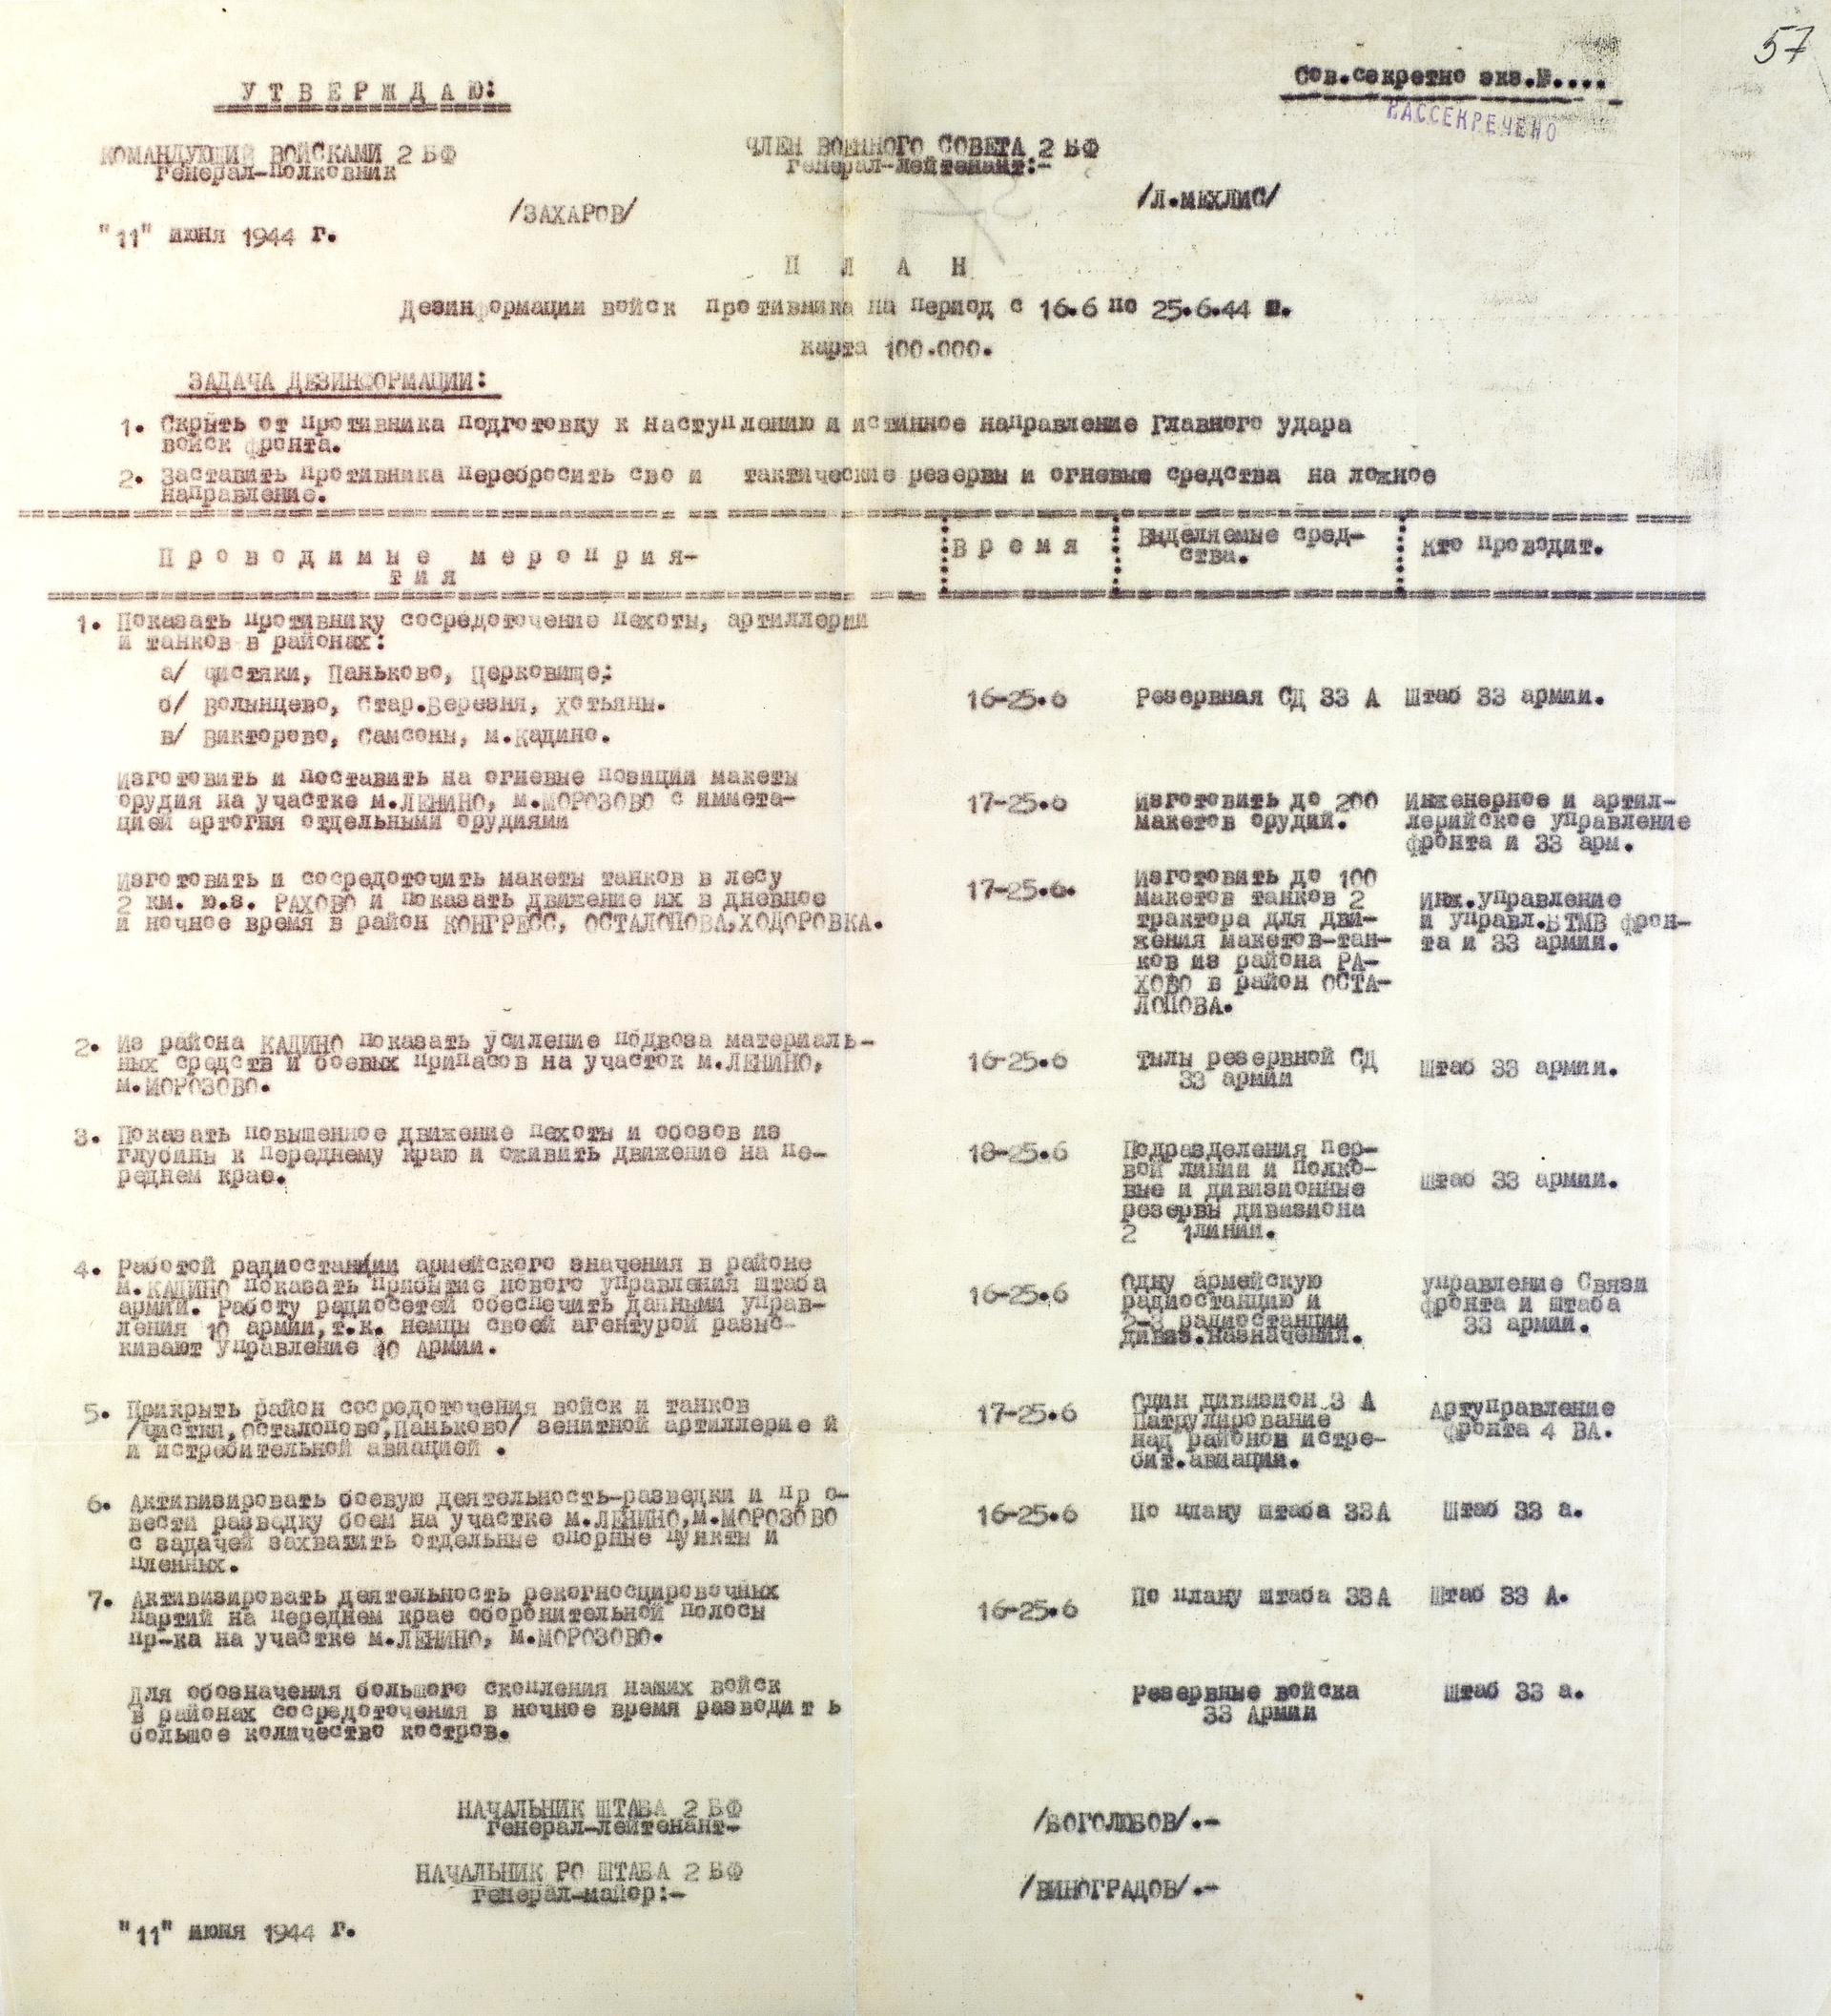 57
Сов.секретно экз.№....
РАССЕКРЕЧЕНО
У Т В Е Р Ж Д А Ю:
КОМАНДУЮЩИЙ ВОЙСКАМИ 2 БФ
Генерал-Полковник
/ЗАХАРОВ/
"11" июня 1944 г.
ЧЛЕН ВОЕННОГО СОВЕТА 2 БФ
Генерал-лейтенант:-
/Л.МЕХЛИС/
П Л А Н
Дезинформации войск противника на период с 16.6 по 25.6.44 г.
карта 100.000.
ЗАДАЧА ДЕЗИНФОРМАЦИИ:
1. Скрыть от противника подготовку к наступлению и истинное направление Главного удара
войск фронта.
2. Заставить противника перебросить сво и тактические резервы и огневые средства на ложное
направление.
П р о в о д и м ы е м е р о п р и я-
т и я
В р е м я
Выделяемые сред-
ства.
Кто проводит.
1. Показать противнику сосредоточение пехоты, артиллерии
и танков в районах:
а/ Чистяки, Паньково, Церковище;
б/ Волынцево, Стар.Березня, Хотьяны.
в/ Викторово, Самсоны, м.Кадино.
16-25.6
Резервная СД 33 А
Штаб 33 армии.
Изготовить и поставить на огневые позиции макеты
орудия на участке м.ЛЕНИНО, м.МОРОЗОВО с иммета-
цией артогня отдельными орудиями
17-25.6
Изготовить до 200
макетов орудий.
Инженерное и артил-
лерийское управление
фронта и 33 арм.
Изготовить и сосредоточить макеты танков в лесу
2 км. ю.з. РАХОВО и показать движение их в дневное
и ночное время в район КОНГРЕСС, ОСТАЛОПОВА,ХОДОРОВКА.
17-25.6.
Изготовить до 100
макетов танков 2
трактора для дви-
жения макетов-тан-
ков из района РА-
ХОВО в район ОСТА-
ЛОПОВА.
Инж.управление
и управл.БТМВ фрон-
та и 33 армии.
2. Из района КАДИНО показать усиление подвоза материаль-
ных средств и боевых припасов на участок м.ЛЕНИНО,
м.МОРОЗОВО.
16-25.6
Тылы резервной СД
33 армии
Штаб 33 армии.
3. Показать повышенное движение пехоты и обозов из
глубины к переднему краю и оживить движение на пе-
реднем крае.
18-25.6
Подразделения пер-
вой линии и полко-
вые и дивизионные
резервы дивизиона
2 1линии.
Штаб 33 армии.
4. Работой радиостанции армейского значения в районе
м.КАДИНО показать прибытие нового управления штаба
армии. Работу радиосетей обеспечить данными управ-
ления 10 армии,т.к. немцы своей агентурой разыс-
кивают управление 10 Армии.
16-25.6
Одну армейскую
радиостанцию и
2-3 радиостанции
дивиз.назначения.
управление Связи
фронта и штаба
33 армии.
5. Прикрыть район сосредоточения войск и танков
/Чистки,Осталопово,Паньково/ зенитной артиллерие й
и истребительной авиацией .
17-25.6
Один дивизион 3 А
Патрулирование
над районов истре-
бит.авиации.
Артуправление
фронта 4 ВА.
6. Активизировать боевую деятельность-разведки и пр о-
вести разведку боем на участке м.ЛЕНИНО,м.МОРОЗОВО
с задачей захватить отдельные опорные пункты и
пленных.
16-25.6
По плану штаба 33А
Штаб 33 а.
7. Активизировать деятельность рекогносцировочных
партий на переднем крае оборонительной полосы
пр-ка на участке м.ЛЕНИНО, м.МОРОЗОВО.
16-25.6
По плану штаба 33А
Штаб 33 А.
Для обозначения большого скопления наших войск
в районах сосредоточения в ночное время разводит ь
большое количество костров.
Резервные войска
33 Армии
Штаб 33 а.
НАЧАЛЬНИК ШТАБА 2 БФ
генерал-лейтенант-
/БОГОЛЮБОВ/.-
НАЧАЛЬНИК РО ШТАБА 2 БФ
генерал-майор:-
/ВИНОГРАДОВ/.-
"11" июня 1944 г.